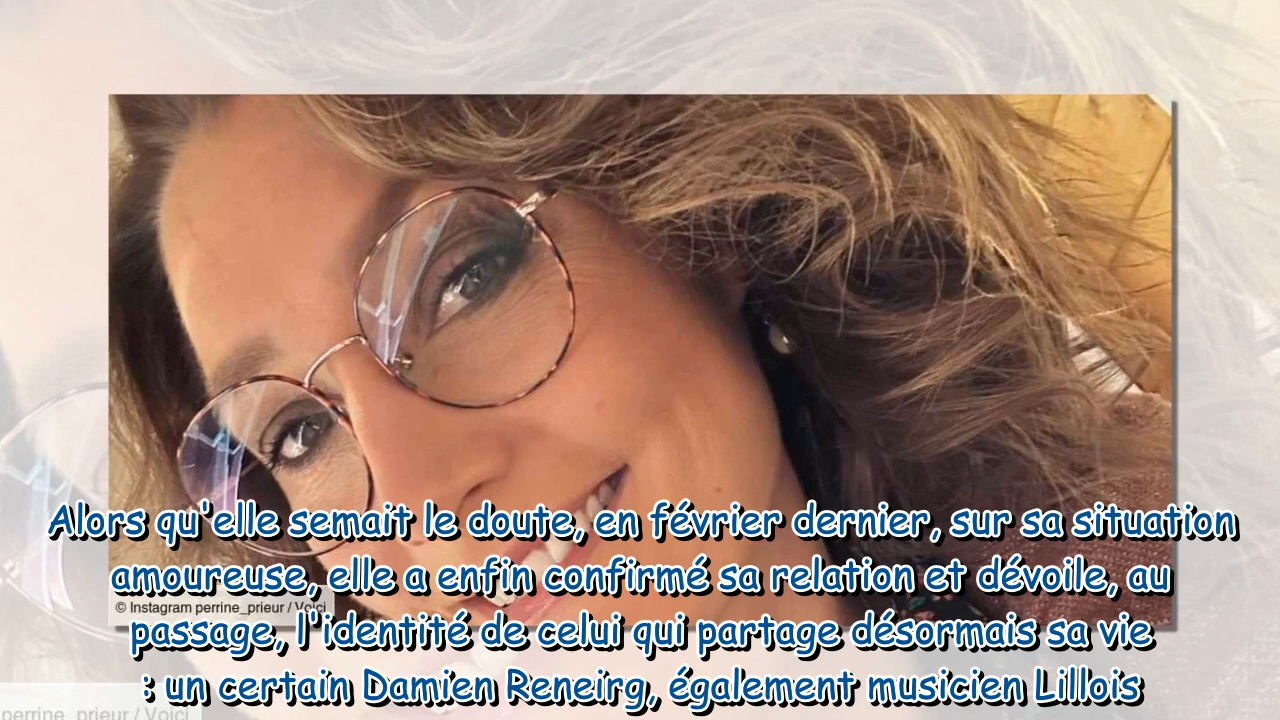 Alors qu'elle semait le doute, en février dernier, sur sa situation
amoureuse, elle a enfin confirmé sa relation et dévoile, au
© Instagram perrine_prieur / Voici
passage, l'identité de celui qui partage désormais sa vie
: un certain Damien Reneirg, également musicien Lillois
perrine_prieur / Voici